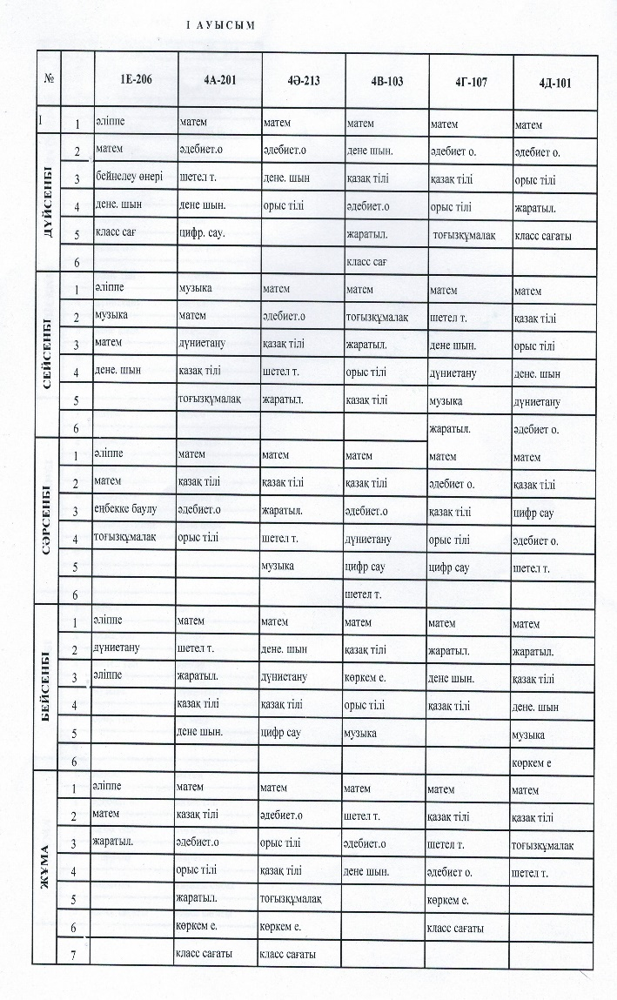 I АУЫСЫМ
№ 1Е-206 4А-201 4Ә-213 4В-103 4Г-107 4Д-101
I 1 әліппе матем матем матем матем матем
ДҮЙСЕНБІ
2 матем әдебиет.о әдебиет.о дене шын. әдебиет о. әдебиет о.
3 бейнелеу өнері шетел т. дене. шын қазақ тілі қазақ тілі орыс тілі
4 дене. шын дене шын. орыс тілі әдебиет.о орыс тілі жаратыл.
5 класс сағ цифр. сау. жаратыл. тоғызқұмалак класс сағаты
6 класс сағ
СЕЙСЕНБІ
1 әліппе музыка матем матем матем матем
2 музыка матем әдебиет.о тоғызқұмалақ шетел т. қазақ тілі
3 матем дүниетану қазақ тілі жаратыл. дене шын. орыс тілі
4 дене. шын қазақ тілі шетел т. орыс тілі дүниетану дене. шын
5 тоғызқұмалақ жаратыл. қазақ тілі музыка дүниетану
6 жаратыл. әдебиет о.
СӘРСЕНБІ
1 әліппе матем матем матем матем матем
2 матем қазақ тілі қазақ тілі қазақ тілі әдебиет о. қазақ тілі
3 еңбекке баулу әдебиет.о жаратыл. әдебиет.о қазақ тілі цифр сау
4 тоғызқұмалақ орыс тілі шетел т. дүниетану орыс тілі әдебиет о.
5 музыка цифр сау цифр сау шетел т.
6 шетел т.
БЕЙСЕНБІ
1 әліппе матем матем матем матем матем
2 дүниетану шетел т. дене. шын қазақ тілі жаратыл. жаратыл.
3 әліппе жаратыл. дүниетану көркем е. дене шын. қазақ тілі
4 қазақ тілі қазақ тілі орыс тілі қазақ тілі дене. шын
5 дене шын. цифр сау музыка музыка
6 көркем е
ЖҰМА
1 әліппе матем матем матем матем матем
2 матем қазақ тілі әдебиет.о шетел т. қазақ тілі қазақ тілі
3 жаратыл. әдебиет.о орыс тілі әдебиет.о шетел т. тоғызқұмалақ
4 орыс тілі қазақ тілі дене шын. әдебиет о. шетел т.
5 жаратыл. тоғызқұмалақ көркем е.
6 көркем е. көркем е. класс сағаты
7 класс сағаты класс сағаты